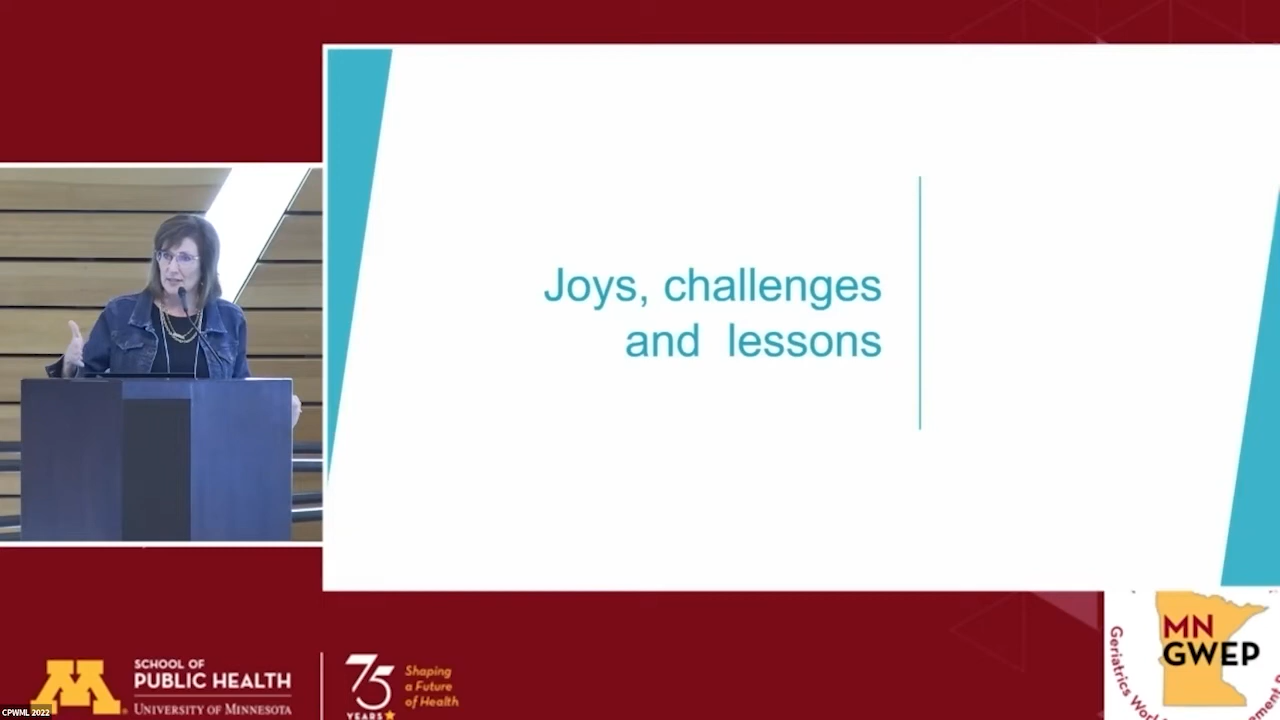 Joys, challenges
and lessons
SCHOOL OF
PUBLIC HEALTH
UNIVERSITY OF MINNESOTA
75
YEARS
Shaping
a Future
of Health
MN
GWEP
Geriatrics
CPWML 2022